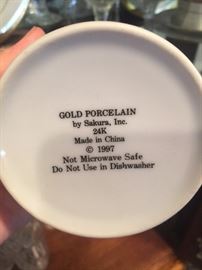 GOLD PORCELAIN
by Sakura, Inc.
24K
Made in China
© 1997
Not Microwave Safe
Do Not Use in Dishwasher